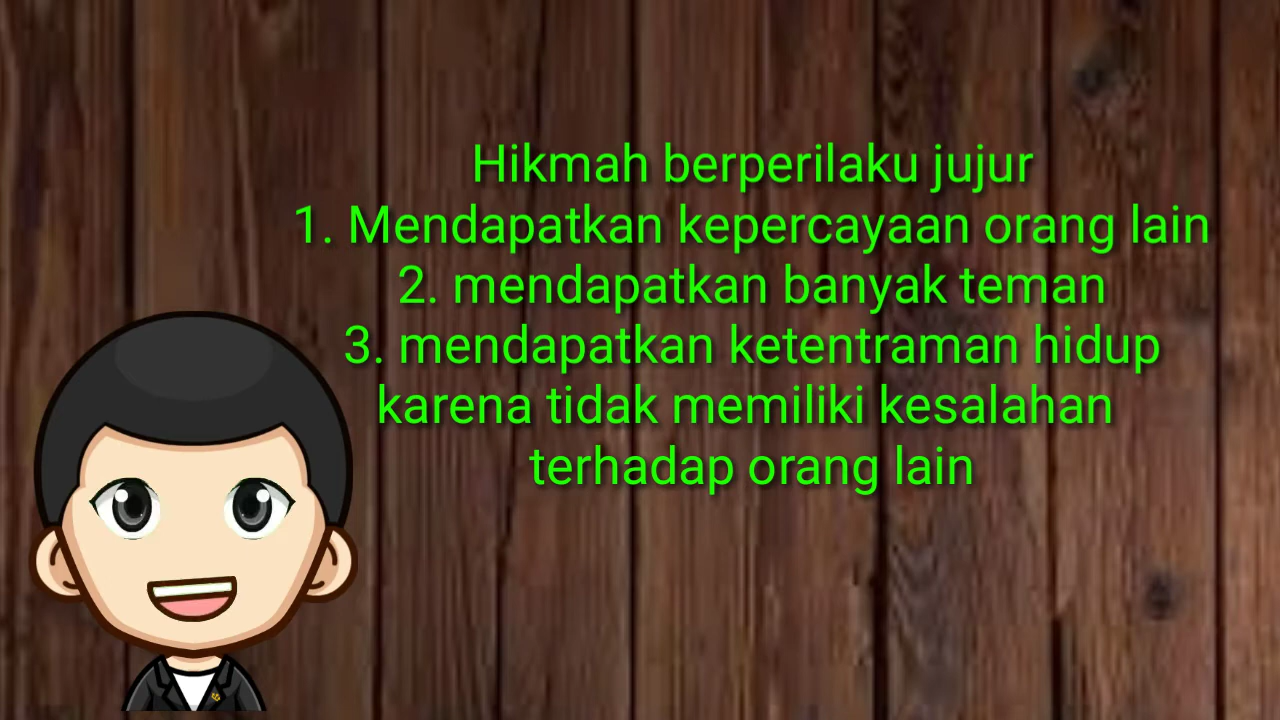 Hikmah berperilaku jujur
1. Mendapatkan kepercayaan orang lain
2. mendapatkan banyak teman
3. mendapatkan ketentraman hidup
karena tidak memiliki kesalahan
terhadap orang lain